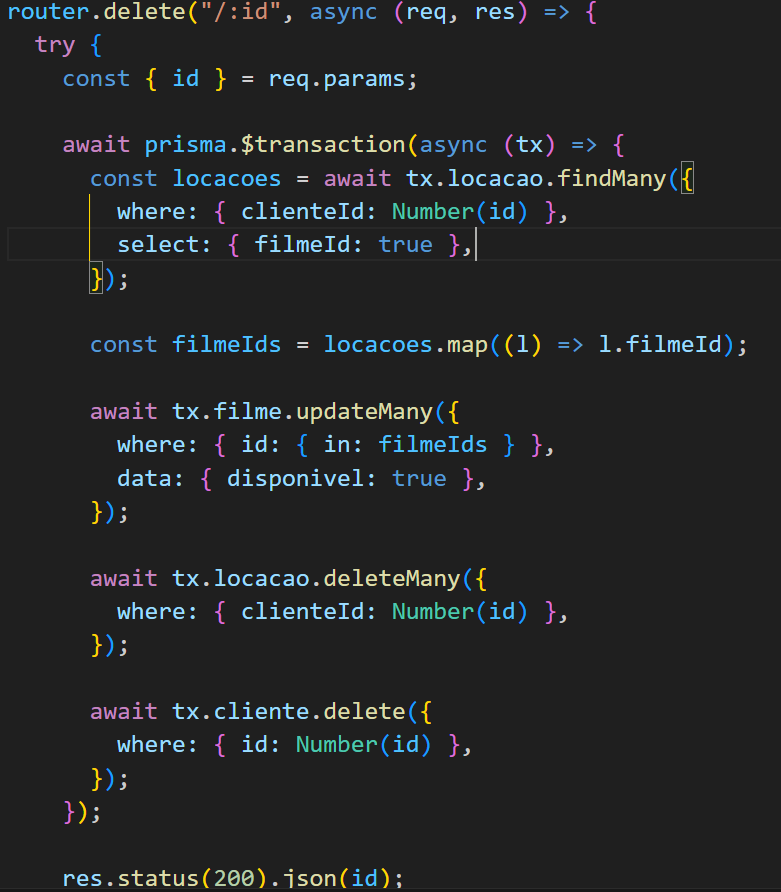 router.delete("/:id", async (req, res) => {
  try {
    const { id } = req.params;

    await prisma.$transaction(async (tx) => {
      const locacoes = await tx.locacao.findMany({
        where: { clienteId: Number(id) },
        select: { filmeId: true },
      });

      const filmeIds = locacoes.map((l) => l.filmeId);

      await tx.filme.updateMany({
        where: { id: { in: filmeIds } },
        data: { disponivel: true },
      });

      await tx.locacao.deleteMany({
        where: { clienteId: Number(id) },
      });

      await tx.cliente.delete({
        where: { id: Number(id) },
      });
    });

    res.status(200).json(id);